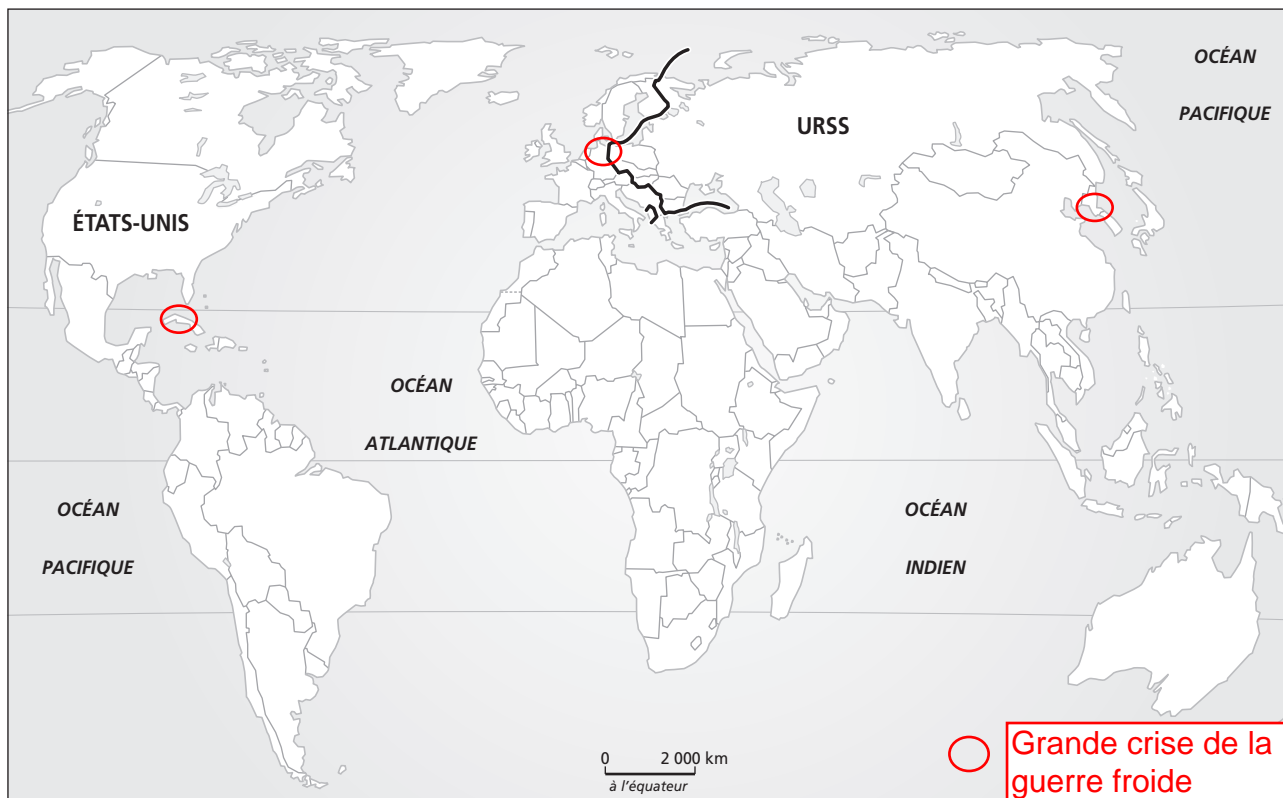 OCÉAN
PACIFIQUE
URSS
ÉTATS-UNIS
OCÉAN
ATLANTIQUE
OCÉAN
PACIFIQUE
OCÉAN
INDIEN
0 2 000 km
à l'équateur
Grande crise de la
guerre froide